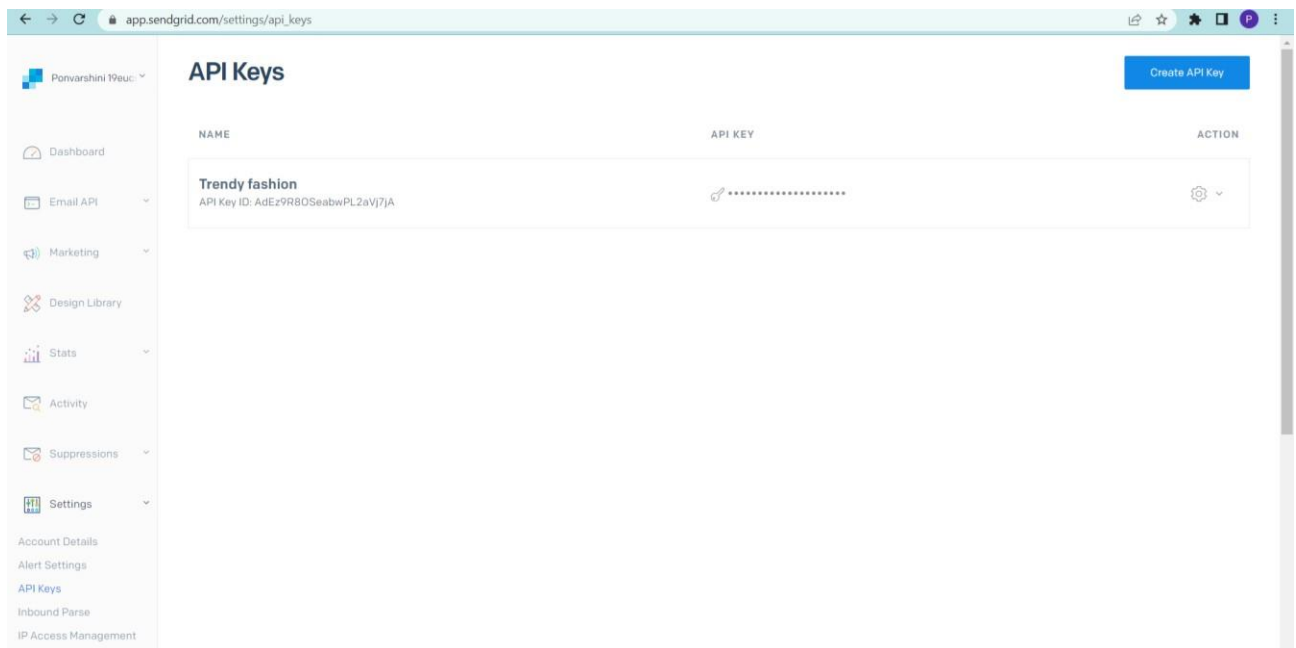 app.sendgrid.com/settings/api_keys
P
Ponvarshini 19euc
API Keys
Create API Key
NAME
API KEY
ACTION
Trendy fashion
API Key ID: AdEz9R8OSeabwPL2aVj7jA
••••••••••••••••••••
Dashboard
Email API
Marketing
Design Library
Stats
Activity
Suppressions
Settings
Account Details
Alert Settings
API Keys
Inbound Parse
IP Access Management